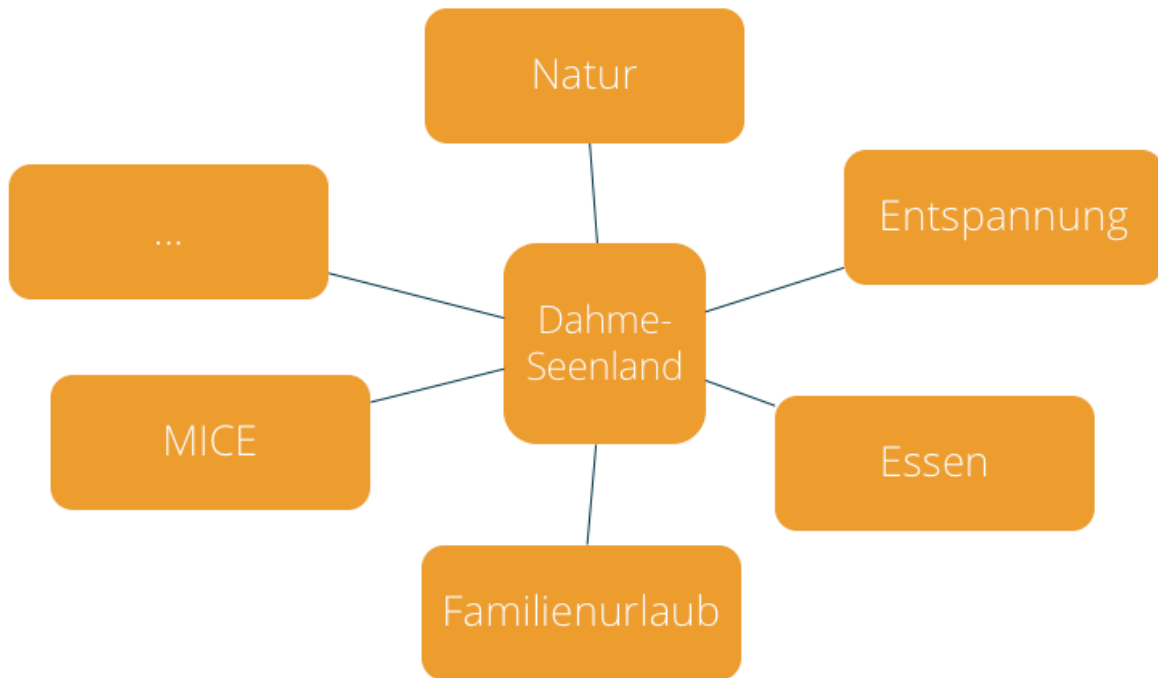 Natur
Entspannung
...
Dahme-
Seenland
MICE
Essen
Familienurlaub